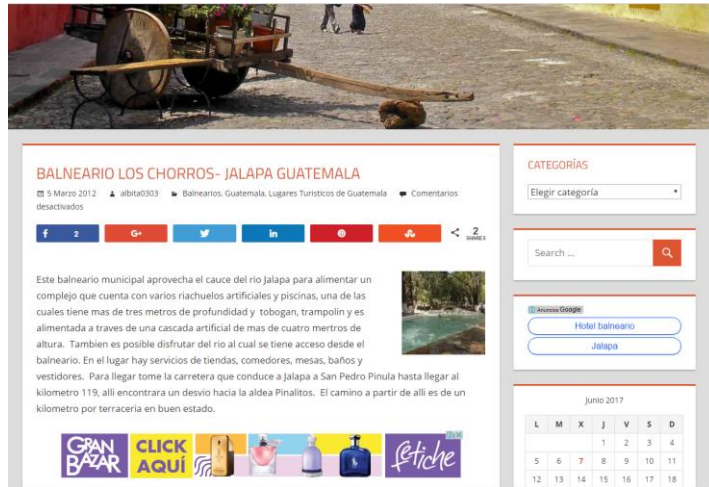 BALNEARIO LOS CHORROS- JALAPA GUATEMALA
5 Marzo 2012 albita0303 Balnearios, Guatemala, Lugares Turisticos de Guatemala Comentarios
desactivados
f 2
G+
in
2
SHARES
Este balneario municipal aprovecha el cauce del rio Jalapa para alimentar un
complejo que cuenta con varios riachuelos artificiales y piscinas, una de las
cuales tiene mas de tres metros de profundidad y tobogan, trampolin y es
alimentada a traves de una cascada artificial de mas de cuatro mertros de
altura. Tambien es posible disfrutar del rio al cual se tiene acceso desde el
balneario. En el lugar hay servicios de tiendas, comedores, mesas, baños y
vestidores. Para llegar tome la carretera que conduce a Jalapa a San Pedro Pinula hasta llegar al
kilometro 119, alli encontrara un desvio hacia la aldea Pinalitos. El camino a partir de alli es de un
kilometro por terraceria en buen estado.
GRAN
BAZAR
CLICK
AQUÍ
fetiche
CATEGORÍAS
Elegir categoría
Search ...
Anuncios Google
Hotel balneario
Jalapa
Junio 2017
L M X J V S D
1 2 3 4
5 6 7 8 9 10 11
12 13 14 15 16 17 18